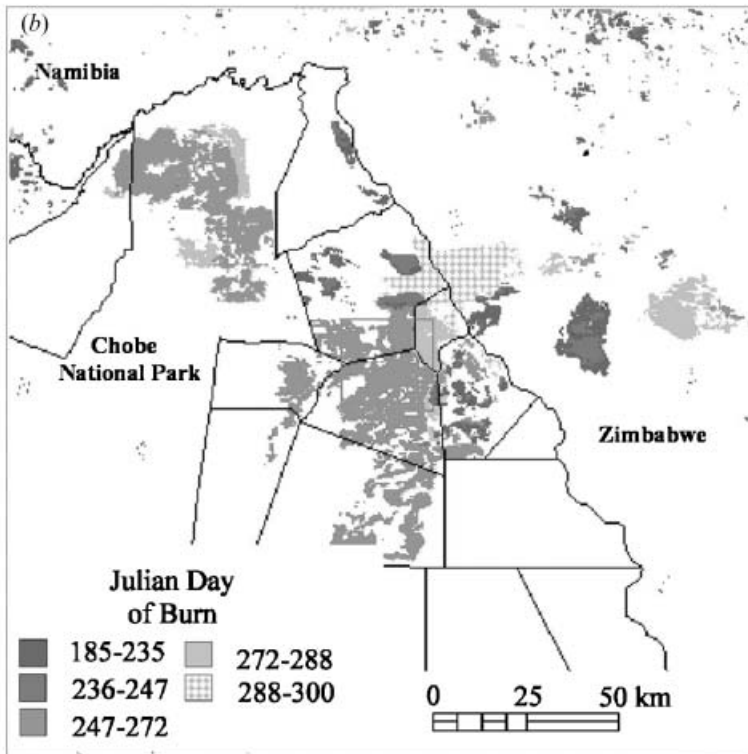 (b)
Namibia
Chobe
National Park
Zimbabwe
Julian Day
of Burn
185-235
236-247
247-272
272-288
288-300
0 25 50 km